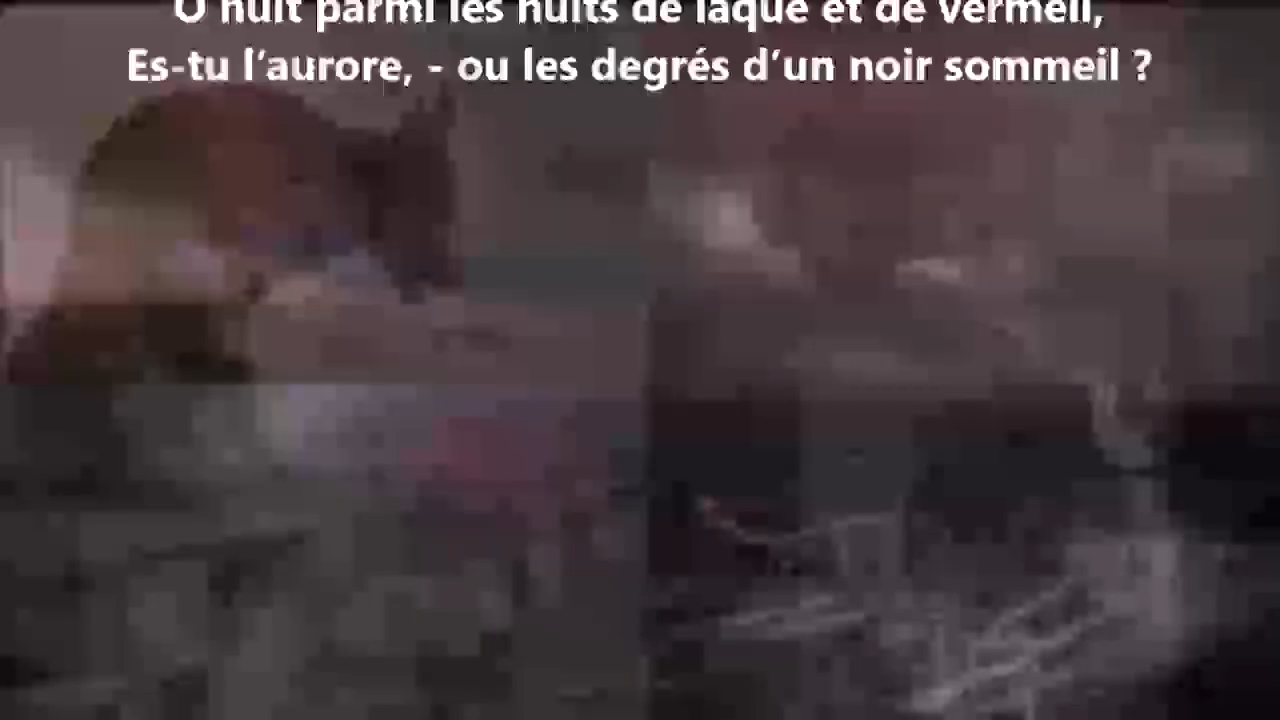 Ô nuit parmi les nuits de laque et de vermeil,
Es-tu l’aurore, - ou les degrés d’un noir sommeil ?